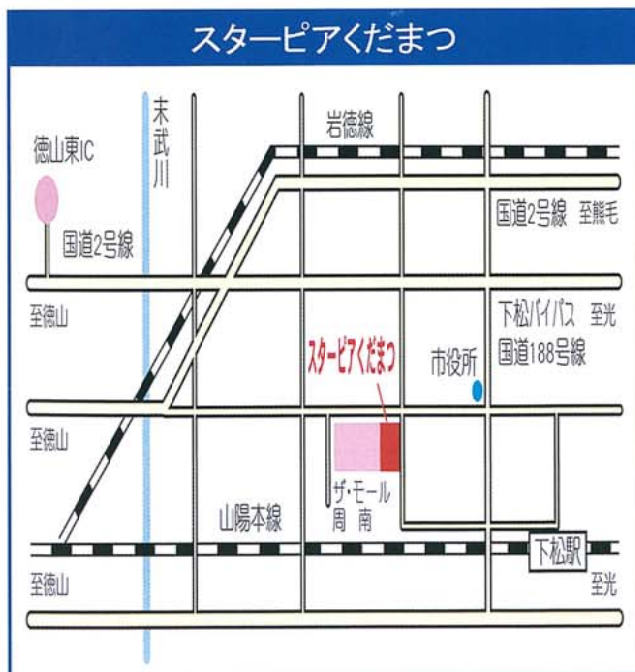 スターピアくだまつ
末武川
岩徳線
徳山東IC
国道2号線
国道2号線 至熊毛
至徳山
下松バイパス 至光
国道188号線
スターピアくだまつ
市役所
至徳山
ザ・モール
周南
山陽本線
下松駅
至徳山
至光